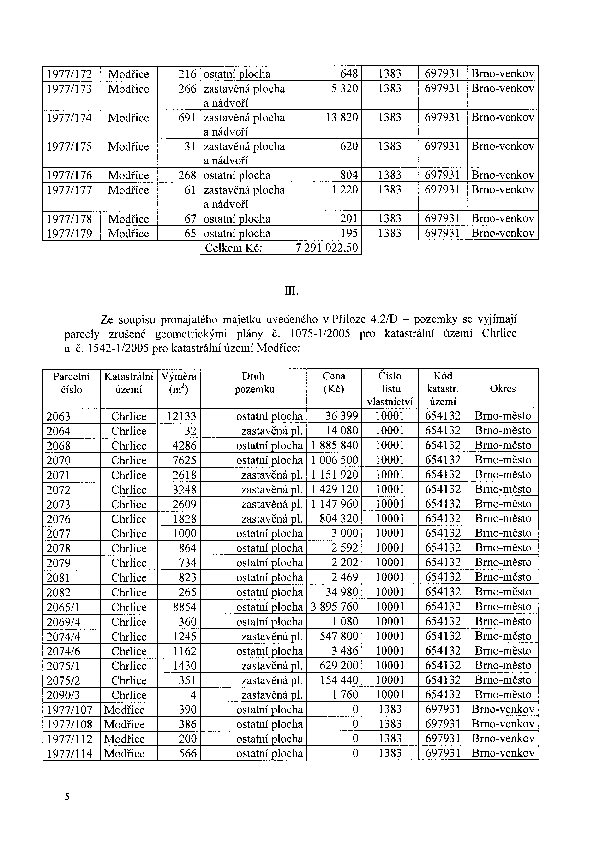 1977/172 Modřice 216 ostatní plocha 648 1383 697931 Brno-venkov
1977/173 Modřice 266 zastavěná plocha 5 320 1383 697931 Brno-venkov
a nádvoří
1977/174 Modřice 691 zastavěná plocha 13 820 1383 697931 Brno-venkov
a nádvoří
1977/175 Modřice 31 zastavěná plocha 620 1383 697931 Brno-venkov
a nádvoří
1977/176 Modřice 268 ostatní plocha 804 1383 697931 Brno-venkov
1977/177 Modřice 61 zastavěná plocha 1 220 1383 697931 Brno-venkov
a nádvoří
1977/178 Modřice 67 ostatní plocha 201 1383 697931 Brno-venkov
1977/179 Modřice 65 ostatní plocha 195 1383 697931 Brno-venkov
Celkem Kč: 7 291 022,50
III.
Ze soupisu pronajatého majetku uvedeného v Příloze 4.2/D – pozemky se vyjímají
parcely zrušené geometrickými plány č. 1075-1/2005 pro katastrální území Chrlice
a č. 1542-1/2005 pro katastrální území Modřice:
Parcelní Katastrální Výměra Druh Cena Číslo Kód
číslo území (m²) pozemku (Kč) listu katastr. Okres
vlastnictví území
2063 Chrlice 12133 ostatní plocha 36 399 10001 654132 Brno-město
2064 Chrlice 32 zastavěná pl. 14 080 10001 654132 Brno-město
2068 Chrlice 4286 ostatní plocha 1 885 840 10001 654132 Brno-město
2070 Chrlice 7625 ostatní plocha 1 006 500 10001 654132 Brno-město
2071 Chrlice 2618 zastavěná pl. 1 151 920 10001 654132 Brno-město
2072 Chrlice 3248 zastavěná pl. 1 429 120 10001 654132 Brno-město
2073 Chrlice 2609 zastavěná pl. 1 147 960 10001 654132 Brno-město
2076 Chrlice 1828 zastavěná pl. 804 320 10001 654132 Brno-město
2077 Chrlice 1000 ostatní plocha 3 000 10001 654132 Brno-město
2078 Chrlice 864 ostatní plocha 2 592 10001 654132 Brno-město
2079 Chrlice 734 ostatní plocha 2 202 10001 654132 Brno-město
2081 Chrlice 823 ostatní plocha 2 469 10001 654132 Brno-město
2082 Chrlice 265 ostatní plocha 34 980 10001 654132 Brno-město
2065/1 Chrlice 8854 ostatní plocha 3 895 760 10001 654132 Brno-město
2069/4 Chrlice 360 ostatní plocha 1 080 10001 654132 Brno-město
2074/4 Chrlice 1245 zastavěná pl. 547 800 10001 654132 Brno-město
2074/6 Chrlice 1162 ostatní plocha 3 486 10001 654132 Brno-město
2075/1 Chrlice 1430 zastavěná pl. 629 200 10001 654132 Brno-město
2075/2 Chrlice 351 zastavěná pl. 154 440 10001 654132 Brno-město
2090/3 Chrlice 4 zastavěná pl. 1 760 10001 654132 Brno-město
1977/107 Modřice 390 ostatní plocha 0 1383 697931 Brno-venkov
1977/108 Modřice 386 ostatní plocha 0 1383 697931 Brno-venkov
1977/112 Modřice 200 ostatní plocha 0 1383 697931 Brno-venkov
1977/114 Modřice 566 ostatní plocha 0 1383 697931 Brno-venkov
5